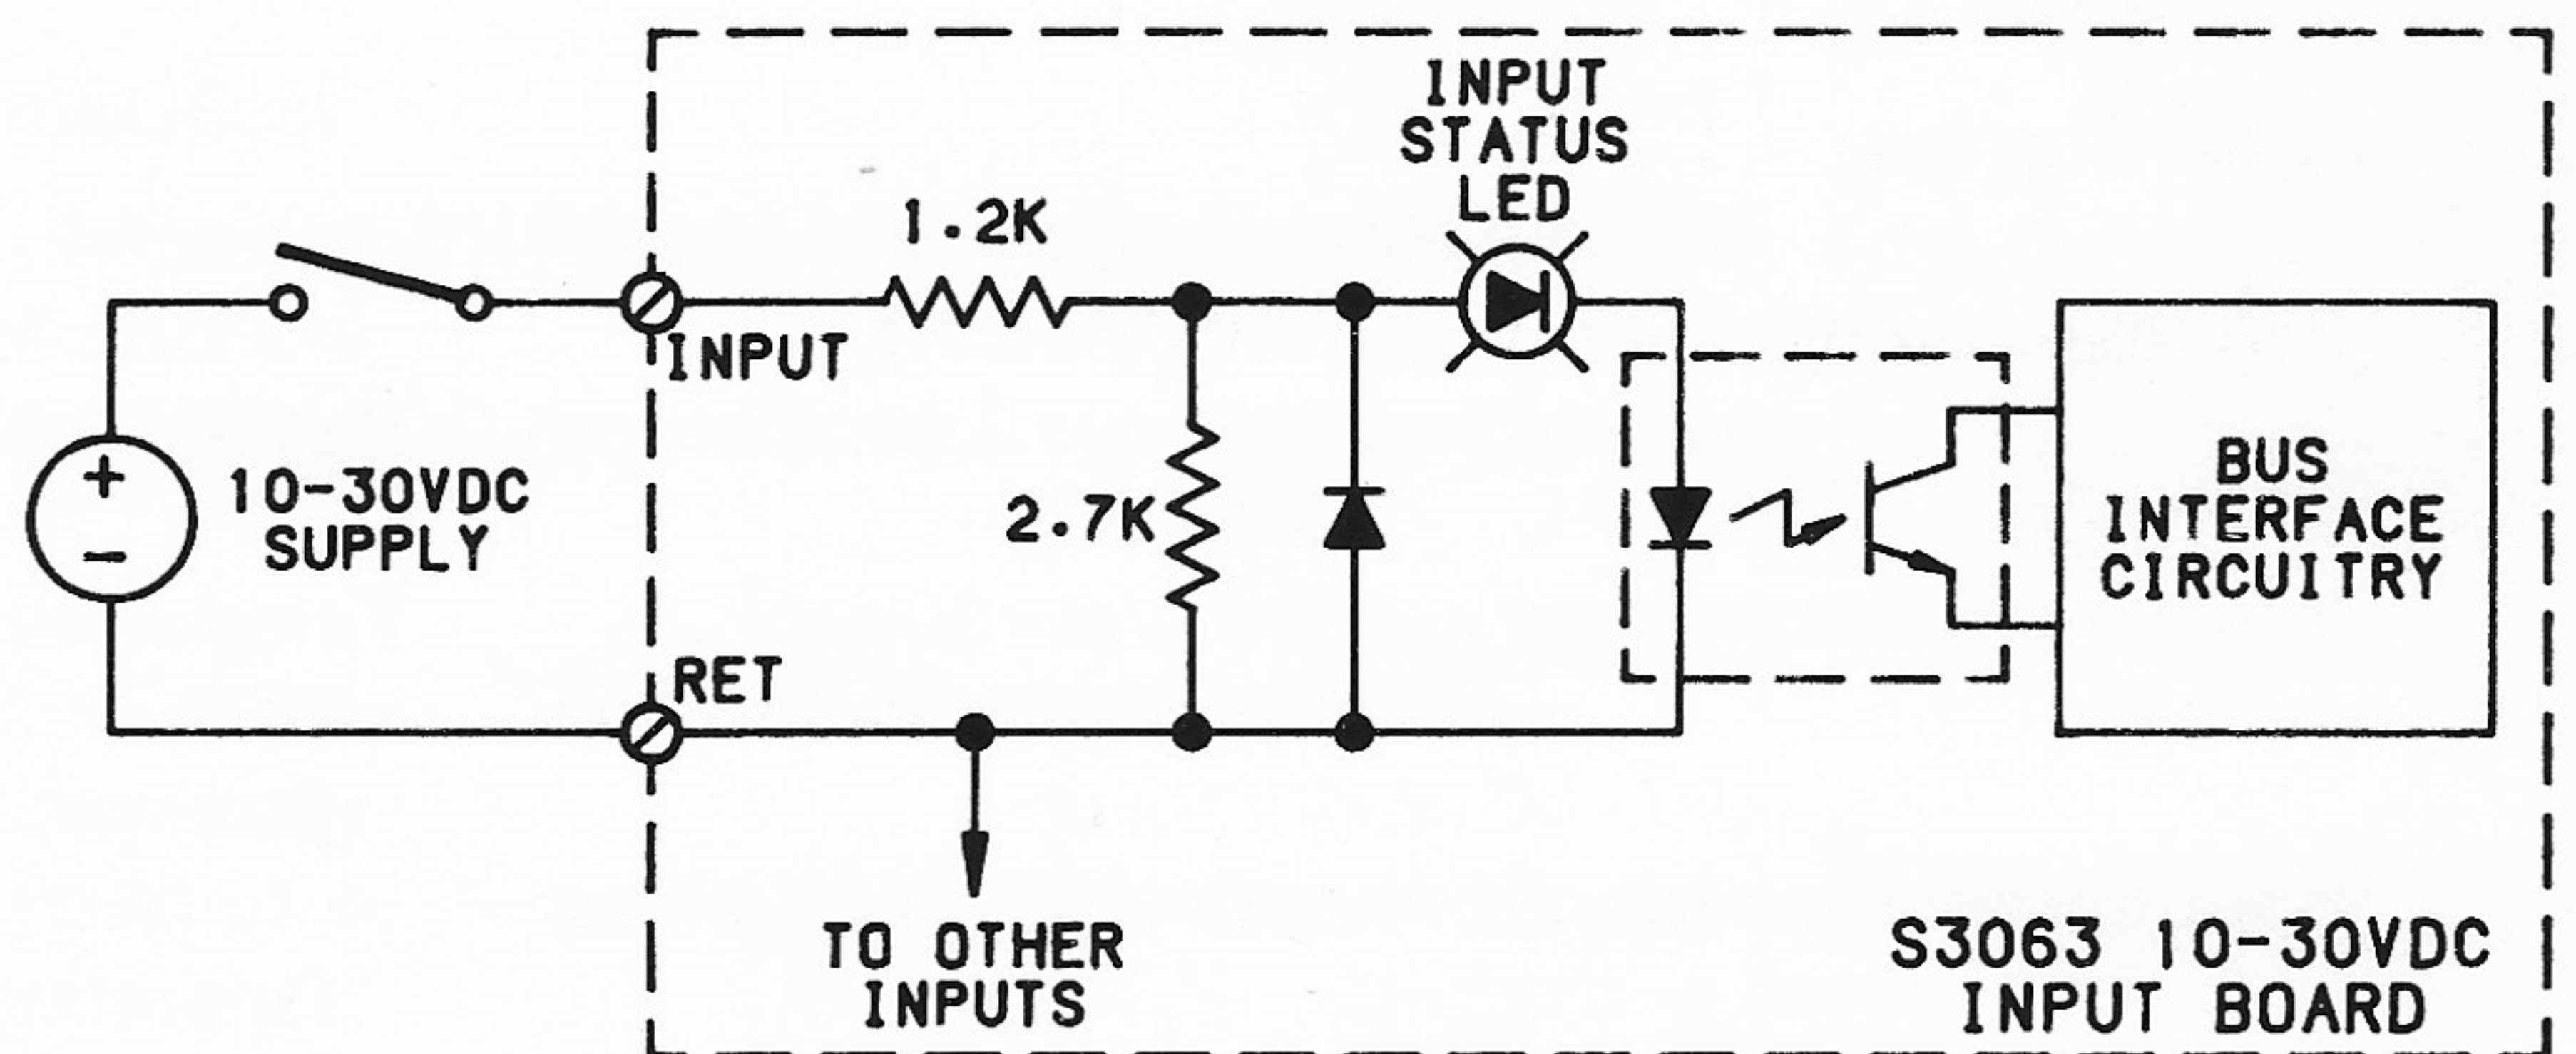 INPUT
STATUS
LED
1.2K
INPUT
+
-
10-30VDC
SUPPLY
2.7K
BUS
INTERFACE
CIRCUITRY
RET
TO OTHER
INPUTS
S3063 10-30VDC
INPUT BOARD